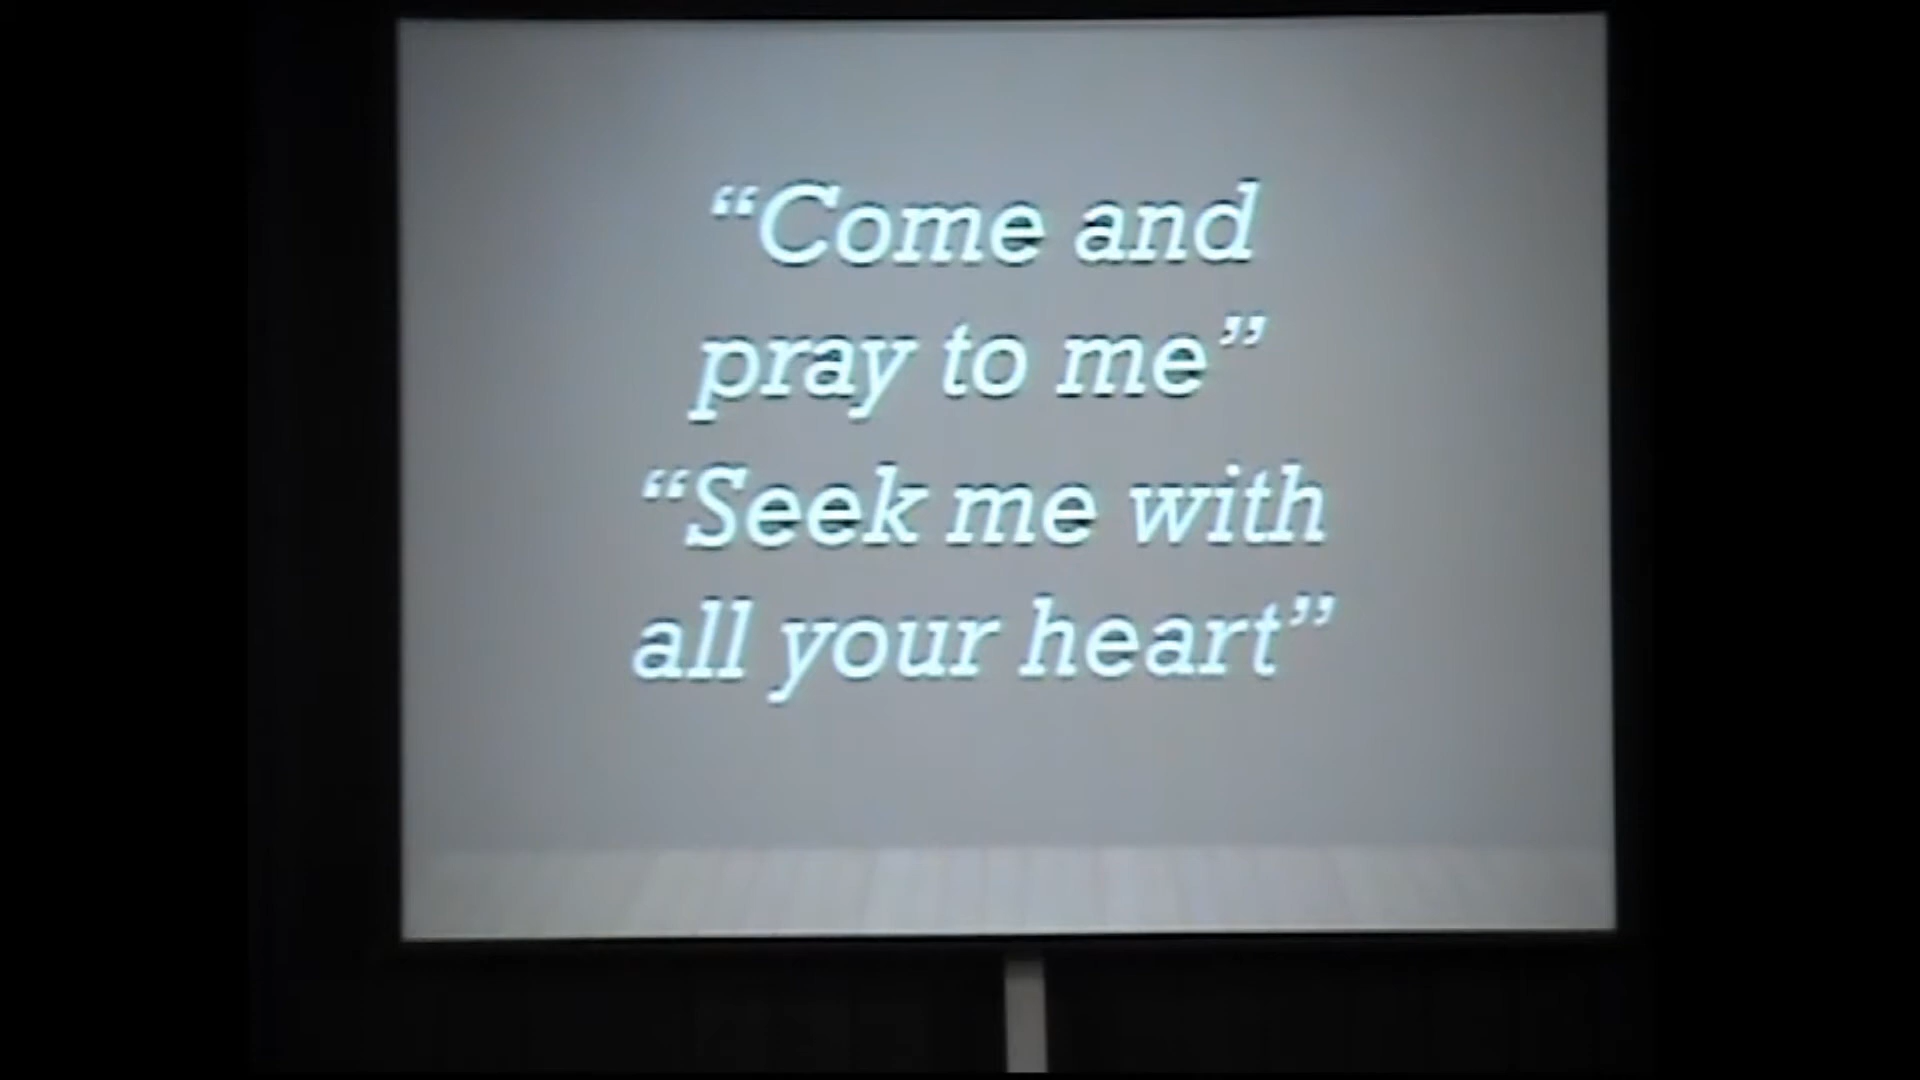 “Come and
pray to me”
“Seek me with
all your heart”